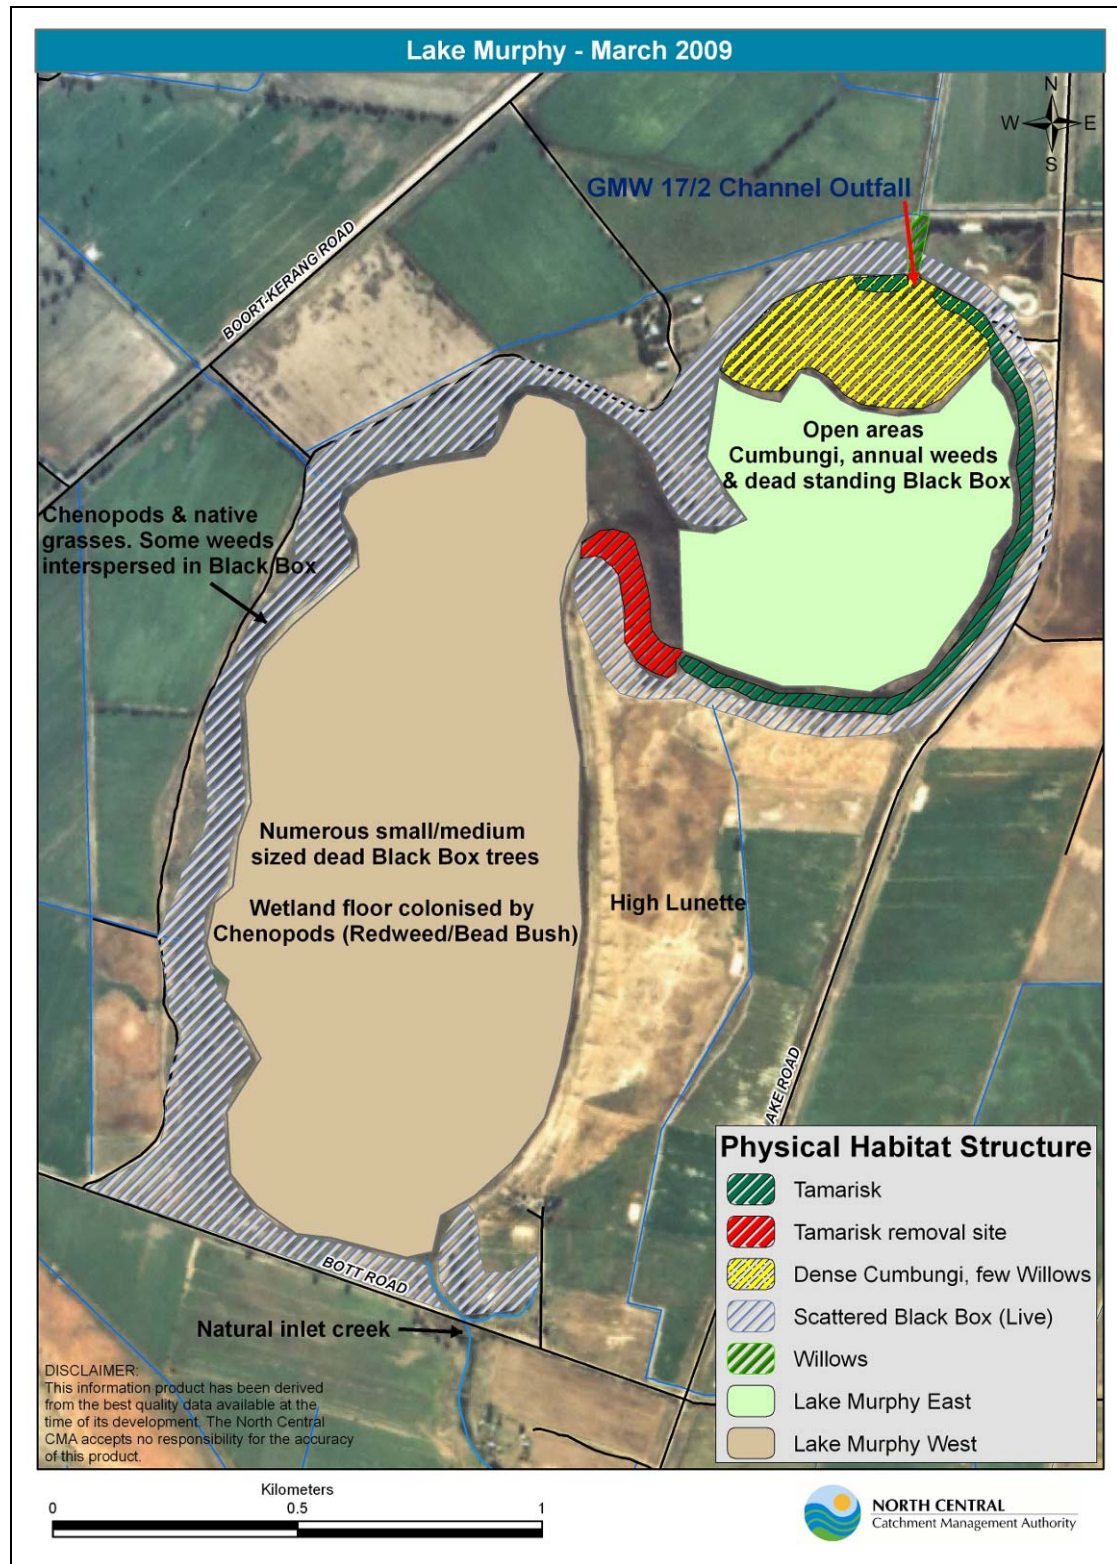 Lake Murphy - March 2009
N
W E
S
GMW 17/2 Channel Outfall
BOORT-KERANG ROAD
Open areas
Cumbungi, annual weeds
& dead standing Black Box
Chenopods & native
grasses. Some weeds
interspersed in Black Box
Numerous small/medium
sized dead Black Box trees
Wetland floor colonised by
Chenopods (Redweed/Bead Bush)
High Lunette
AKE ROAD
BOTT ROAD
Natural inlet creek
Physical Habitat Structure
Tamarisk
Tamarisk removal site
Dense Cumbungi, few Willows
Scattered Black Box (Live)
Willows
Lake Murphy East
Lake Murphy West
DISCLAIMER:
This information product has been derived
from the best quality data available at the
time of its development. The North Central
CMA accepts no responsibility for the accuracy
of this product.
Kilometers
0 0.5 1
NORTH CENTRAL
Catchment Management Authority